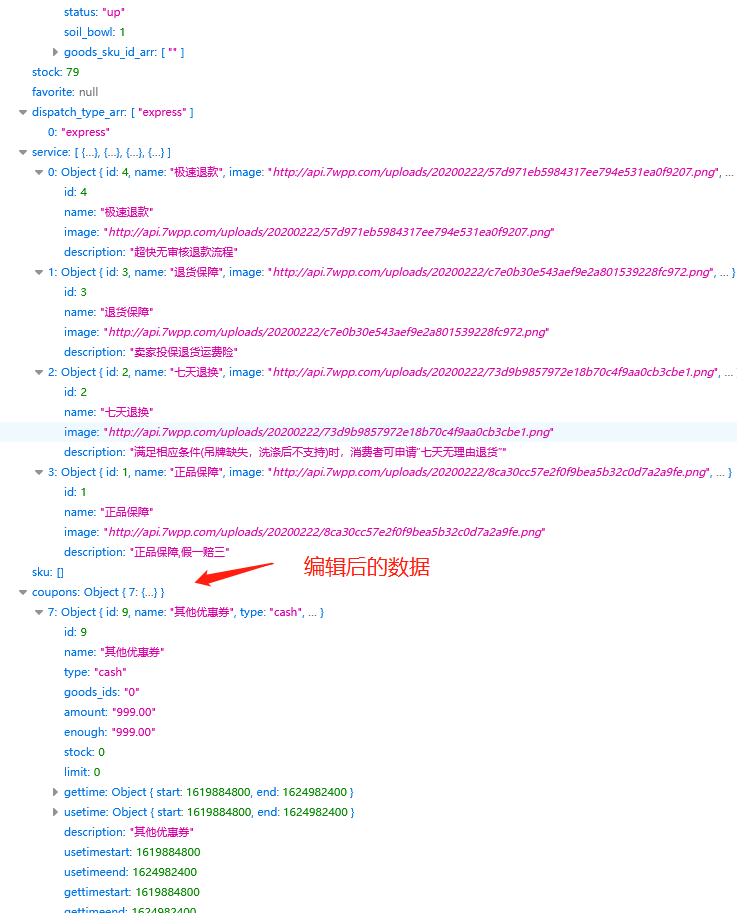 status: "up"
soil_bowl: 1
goods_sku_id_arr: [ "" ]
stock: 79
favorite: null
dispatch_type_arr: [ "express" ]
0: "express"
service: [ {…}, {…}, {…}, {…} ]
0: Object { id: 4, name: "极速退款", image: "http://api.7wpp.com/uploads/20200222/57d971eb5984317ee794e531ea0f9207.png", …
id: 4
name: "极速退款"
image: "http://api.7wpp.com/uploads/20200222/57d971eb5984317ee794e531ea0f9207.png"
description: "超快无审核退款流程"
1: Object { id: 3, name: "退货保障", image: "http://api.7wpp.com/uploads/20200222/c7e0b30e543aef9e2a801539228fc972.png", … }
id: 3
name: "退货保障"
image: "http://api.7wpp.com/uploads/20200222/c7e0b30e543aef9e2a801539228fc972.png"
description: "卖家投保退货运费险"
2: Object { id: 2, name: "七天退换", image: "http://api.7wpp.com/uploads/20200222/73d9b9857972e18b70c4f9aa0cb3cbe1.png", …
id: 2
name: "七天退换"
image: "http://api.7wpp.com/uploads/20200222/73d9b9857972e18b70c4f9aa0cb3cbe1.png"
description: "满足相应条件(吊牌缺失，洗涤后不支持)时，消费者可申请“七天无理由退货”"
3: Object { id: 1, name: "正品保障", image: "http://api.7wpp.com/uploads/20200222/8ca30cc57e2f0f9bea5b32c0d7a2a9fe.png", … }
id: 1
name: "正品保障"
image: "http://api.7wpp.com/uploads/20200222/8ca30cc57e2f0f9bea5b32c0d7a2a9fe.png"
description: "正品保障,假一赔三"
sku: []
编辑后的数据
coupons: Object { 7: {…} }
7: Object { id: 9, name: "其他优惠券", type: "cash", … }
id: 9
name: "其他优惠券"
type: "cash"
goods_ids: "0"
amount: "999.00"
enough: "999.00"
stock: 0
limit: 0
gettime: Object { start: 1619884800, end: 1624982400 }
usetime: Object { start: 1619884800, end: 1624982400 }
description: "其他优惠券"
usetimestart: 1619884800
usetimeend: 1624982400
gettimestart: 1619884800
gettimeend: 1624982400